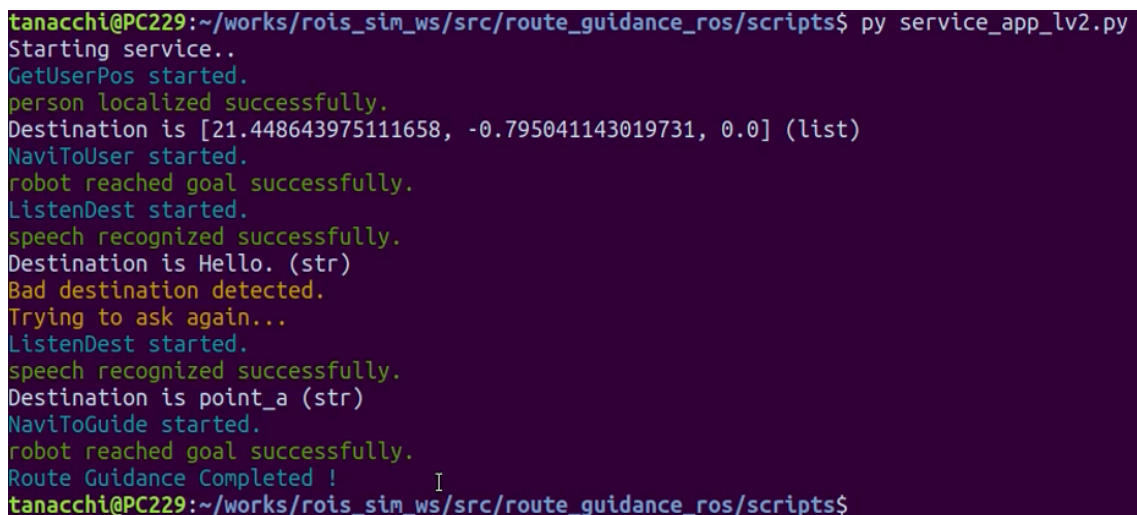 tanacchi@PC229:~/works/rois_sim_ws/src/route_guidance_ros/scripts$ py service_app_lv2.py
Starting service..
GetUserPos started.
person localized successfully.
Destination is [21.448643975111658, -0.795041143019731, 0.0] (list)
NaviToUser started.
robot reached goal successfully.
ListenDest started.
speech recognized successfully.
Destination is Hello. (str)
Bad destination detected.
Trying to ask again...
ListenDest started.
speech recognized successfully.
Destination is point_a (str)
NaviToGuide started.
robot reached goal successfully.
Route Guidance Completed !
tanacchi@PC229:~/works/rois_sim_ws/src/route_guidance_ros/scripts$